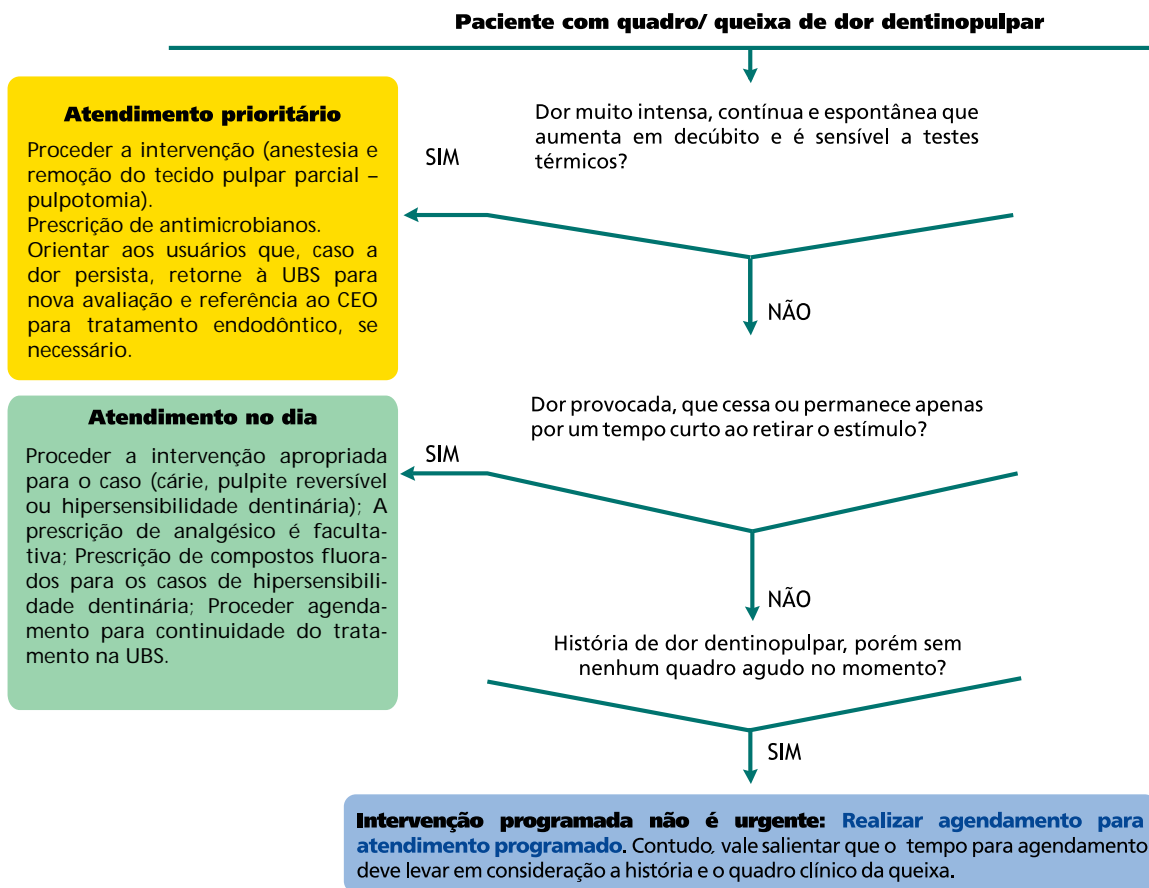 Paciente com quadro/ queixa de dor dentinopulpar
Dor muito intensa, contínua e espontânea que
aumenta em decúbito e é sensível a testes
térmicos?
SIM
Atendimento prioritário
Proceder a intervenção (anestesia e
remoção do tecido pulpar parcial –
pulpotomia).
Prescrição de antimicrobianos.
Orientar aos usuários que, caso a
dor persista, retorne à UBS para
nova avaliação e referência ao CEO
para tratamento endodôntico, se
necessário.
NÃO
Dor provocada, que cessa ou permanece apenas
por um tempo curto ao retirar o estímulo?
SIM
Atendimento no dia
Proceder a intervenção apropriada
para o caso (cárie, pulpite reversível
ou hipersensibilidade dentinária); A
prescrição de analgésico é faculta-
tiva; Prescrição de compostos fluora-
dos para os casos de hipersensibili-
dade dentinária; Proceder agenda-
mento para continuidade do trata-
mento na UBS.
NÃO
História de dor dentinopulpar, porém sem
nenhum quadro agudo no momento?
SIM
Intervenção programada não é urgente: Realizar agendamento para
atendimento programado. Contudo, vale salientar que o tempo para agendamento
deve levar em consideração a história e o quadro clínico da queixa.